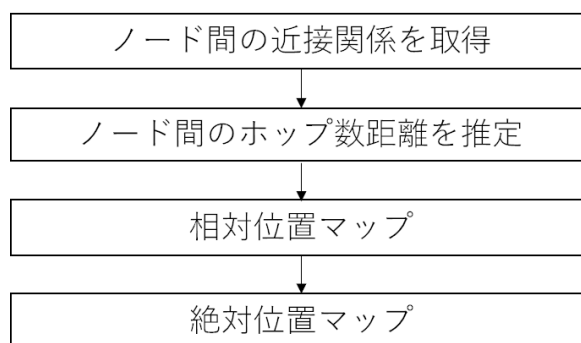 ノード間の近接関係を取得
ノード間のホップ数距離を推定
相対位置マップ
絶対位置マップ